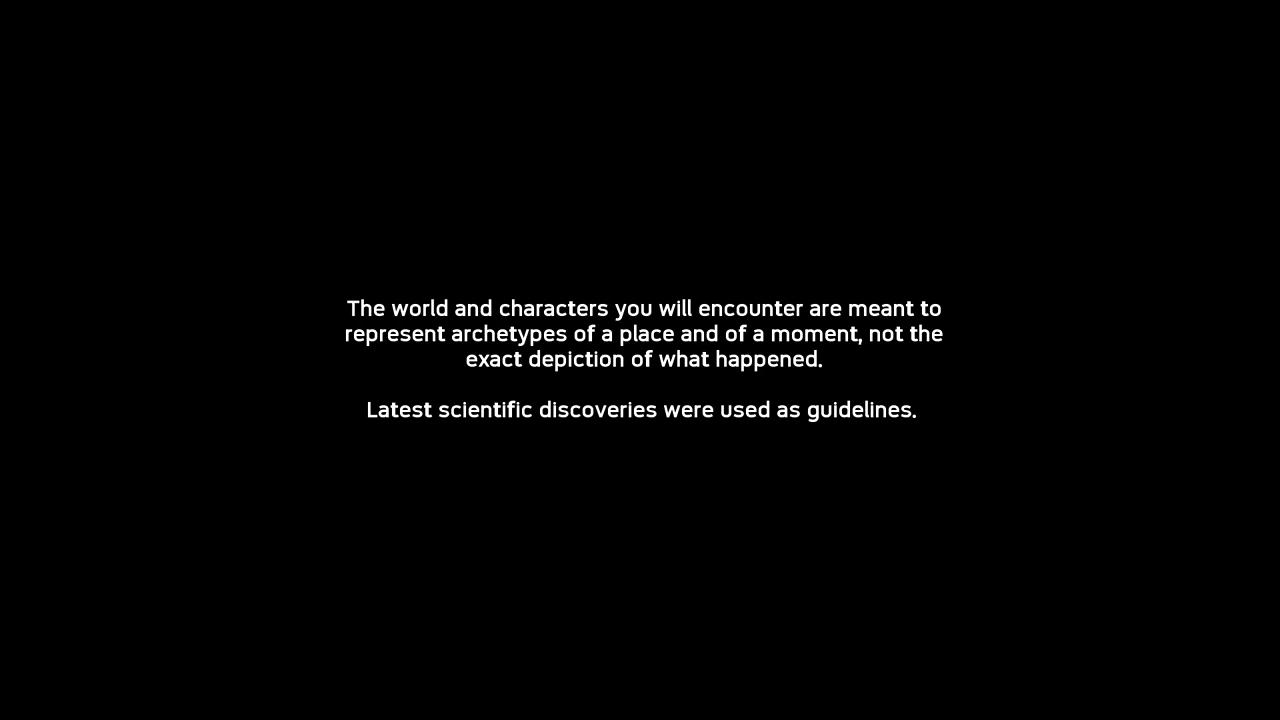 The world and characters you will encounter are meant to
represent archetypes of a place and of a moment, not the
exact depiction of what happened.
Latest scientific discoveries were used as guidelines.